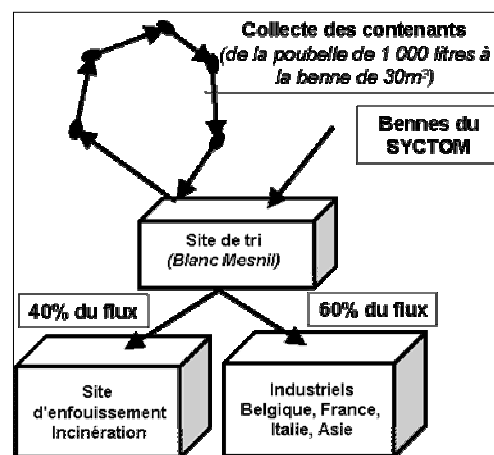 Collecte des contenants
(de la poubelle de 1 000 litres à
la benne de 30m³)
Bennes du
SYCTOM
Site de tri
(Blanc Mesnil)
40% du flux
60% du flux
Site
d'enfouissement
Incinération
Industriels
Belgique, France,
Italie, Asie